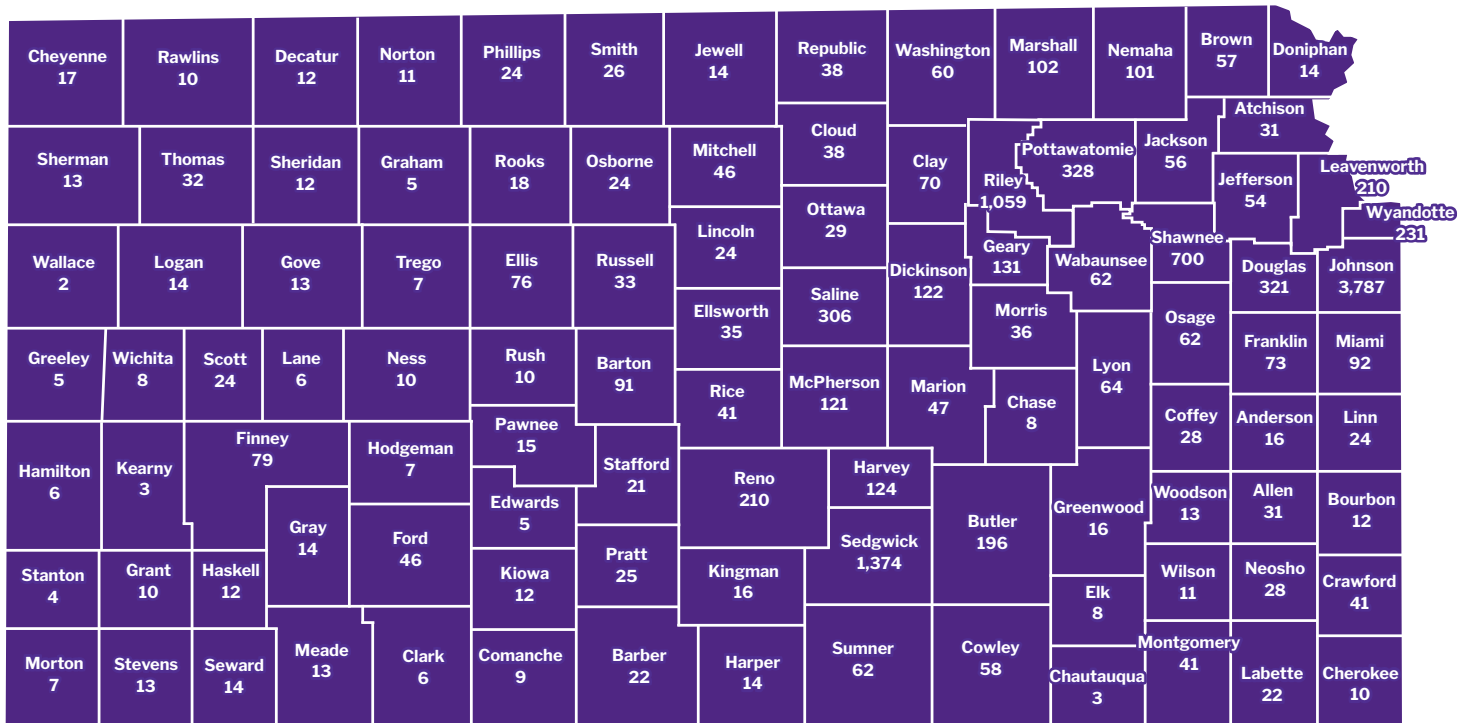 Cheyenne
17
Rawlins
10
Decatur
12
Norton
11
Phillips
24
Smith
26
Jewell
14
Republic
38
Washington
60
Marshall
102
Nemaha
101
Brown
57
Doniphan
14
Atchison
31
Sherman
13
Thomas
32
Sheridan
12
Graham
5
Rooks
18
Osborne
24
Mitchell
46
Cloud
38
Clay
70
Riley
1,059
Pottawatomie
328
Jackson
56
Jefferson
54
Leavenworth
210
Wyandotte
231
Wallace
2
Logan
14
Gove
13
Trego
7
Ellis
76
Russell
33
Lincoln
24
Ottawa
29
Dickinson
122
Geary
131
Wabaunsee
62
Shawnee
700
Douglas
321
Johnson
3,787
Ellsworth
35
Saline
306
Morris
36
Osage
62
Franklin
73
Miami
92
Greeley
5
Wichita
8
Scott
24
Lane
6
Ness
10
Rush
10
Barton
91
Rice
41
McPherson
121
Marion
47
Chase
8
Lyon
64
Coffey
28
Anderson
16
Linn
24
Hamilton
6
Kearny
3
Finney
79
Hodgeman
7
Pawnee
15
Stafford
21
Reno
210
Harvey
124
Butler
196
Greenwood
16
Woodson
13
Allen
31
Bourbon
12
Gray
14
Ford
46
Edwards
5
Pratt
25
Kingman
16
Sedgwick
1,374
Elk
8
Wilson
11
Neosho
28
Crawford
41
Stanton
4
Grant
10
Haskell
12
Kiowa
12
Morton
7
Stevens
13
Seward
14
Meade
13
Clark
6
Comanche
9
Barber
22
Harper
14
Sumner
62
Cowley
58
Chautauqua
3
Montgomery
41
Labette
22
Cherokee
10